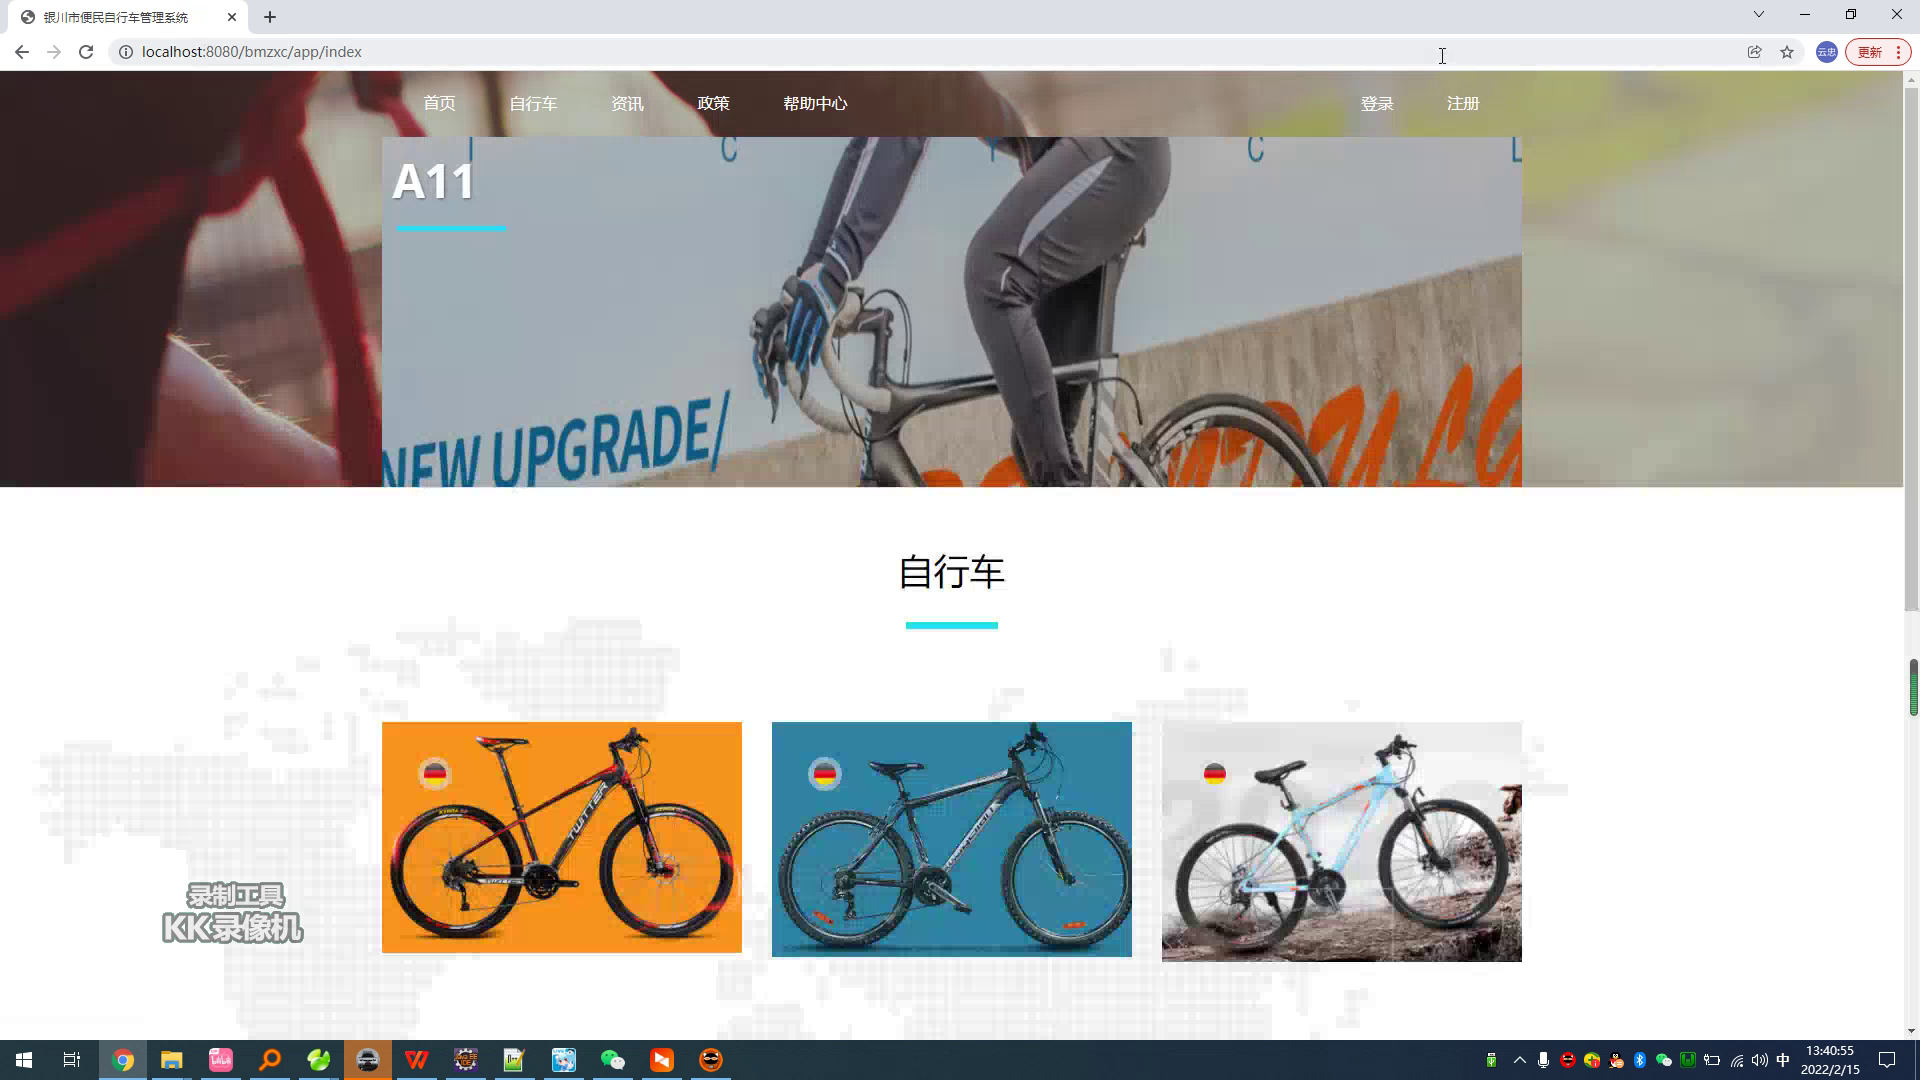 银川市便民自行车管理系统
localhost:8080/bmzxc/app/index
云忠
更新
首页 自行车 资讯 政策 帮助中心 登录 注册
C Y C L
A11
NEW UPGRADE/
自行车
TWITTER
录制工具
KK录像机
中
13:40:55
2022/2/15